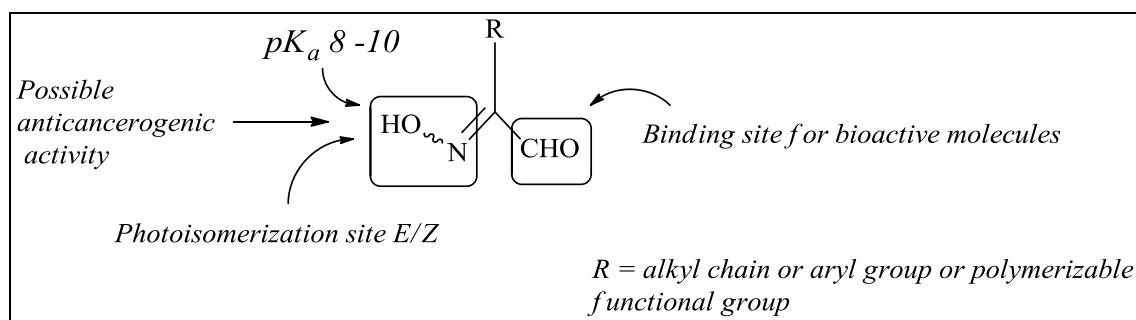 pKa 8 -10
R
Possible
anticancerogenic
activity
HO
N
CHO
Binding site for bioactive molecules
Photoisomerization site E/Z
R = alkyl chain or aryl group or polymerizable
functional group